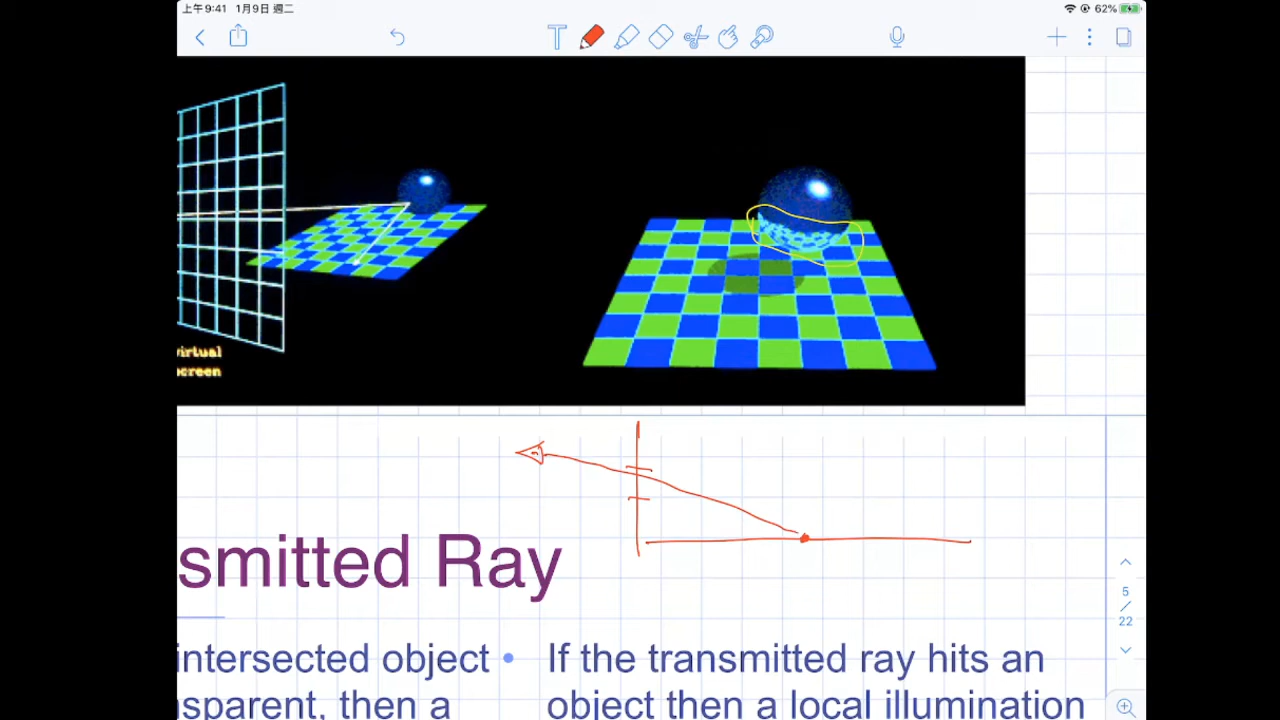 上午9:41 1月9日 週二
62%
virtual
screen
smitted Ray
intersected object
nsparent, then a
• If the transmitted ray hits an
object then a local illumination
5
/
22